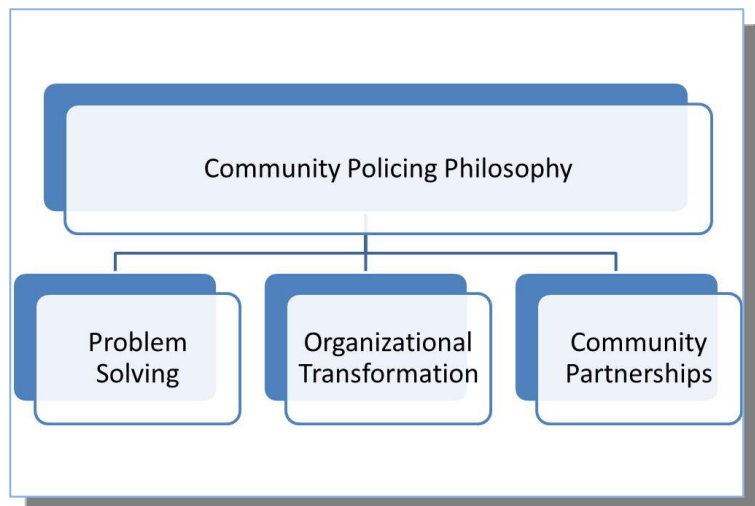 Community Policing Philosophy
Problem
Solving
Organizational
Transformation
Community
Partnerships